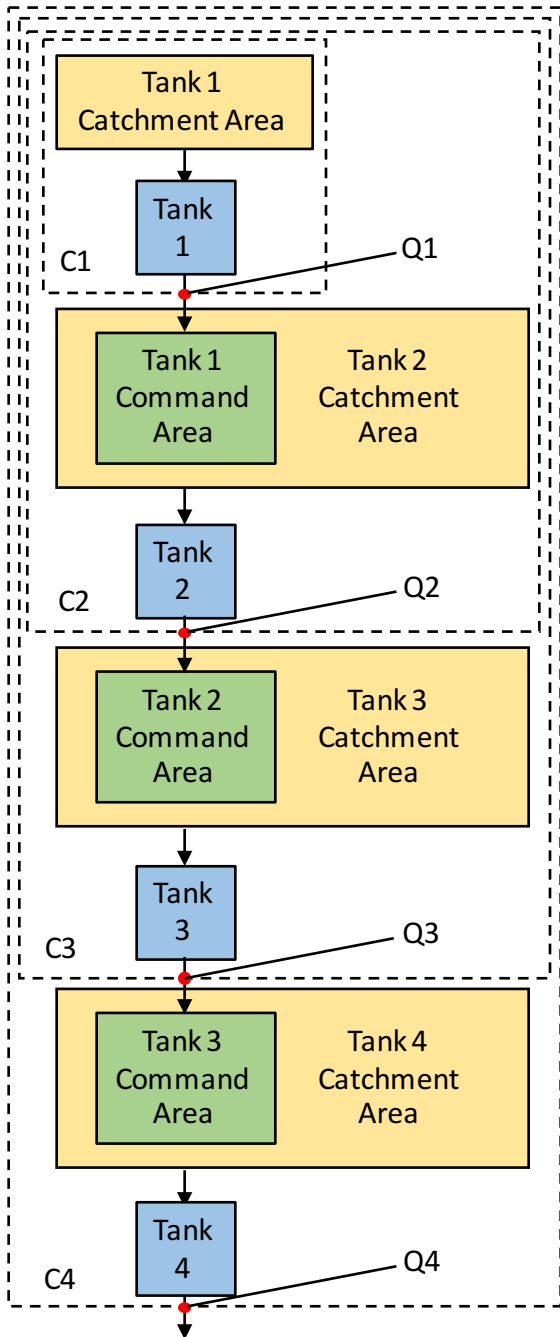 Tank 1
Catchment Area
Tank
1
C1
Q1
Tank 1
Command
Area
Tank 2
Catchment
Area
Tank
2
C2
Q2
Tank 2
Command
Area
Tank 3
Catchment
Area
Tank
3
C3
Q3
Tank 3
Command
Area
Tank 4
Catchment
Area
Tank
4
C4
Q4